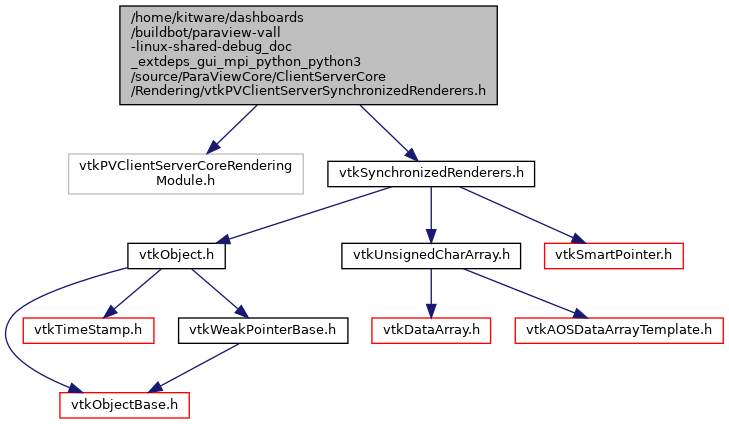 /home/kitware/dashboards
/buildbot/paraview-vall
-linux-shared-debug_doc
_extdeps_gui_mpi_python_python3
/source/ParaViewCore/ClientServerCore
/Rendering/vtkPVClientServerSynchronizedRenderers.h
vtkPVClientServerCoreRendering
Module.h
vtkSynchronizedRenderers.h
vtkObject.h
vtkUnsignedCharArray.h
vtkSmartPointer.h
vtkTimeStamp.h
vtkWeakPointerBase.h
vtkDataArray.h
vtkAOSDataArrayTemplate.h
vtkObjectBase.h